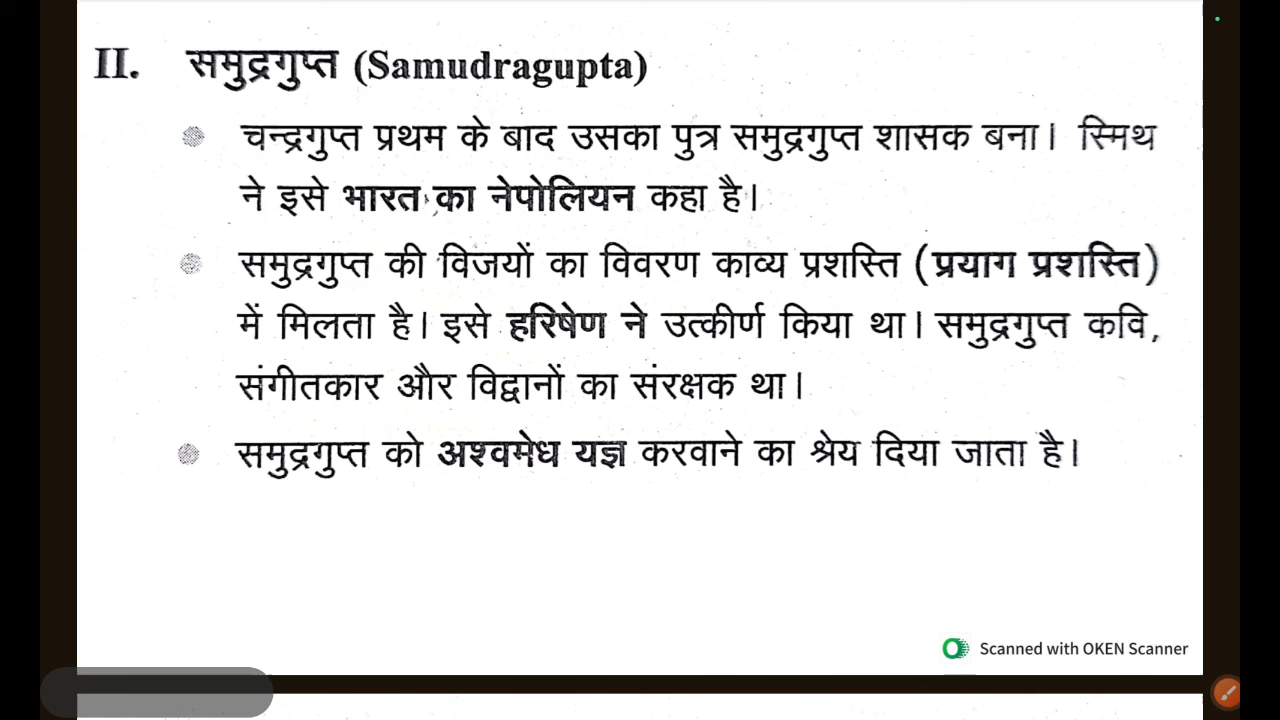 II. समुद्रगुप्त (Samudragupta)
चन्द्रगुप्त प्रथम के बाद उसका पुत्र समुद्रगुप्त शासक बना। स्मिथ
ने इसे भारत का नेपोलियन कहा है।
समुद्रगुप्त की विजयों का विवरण काव्य प्रशस्ति (प्रयाग प्रशस्ति)
में मिलता है। इसे हरिषेण ने उत्कीर्ण किया था। समुद्रगुप्त कवि,
संगीतकार और विद्वानों का संरक्षक था।
समुद्रगुप्त को अश्वमेध यज्ञ करवाने का श्रेय दिया जाता है।
Scanned with OKEN Scanner